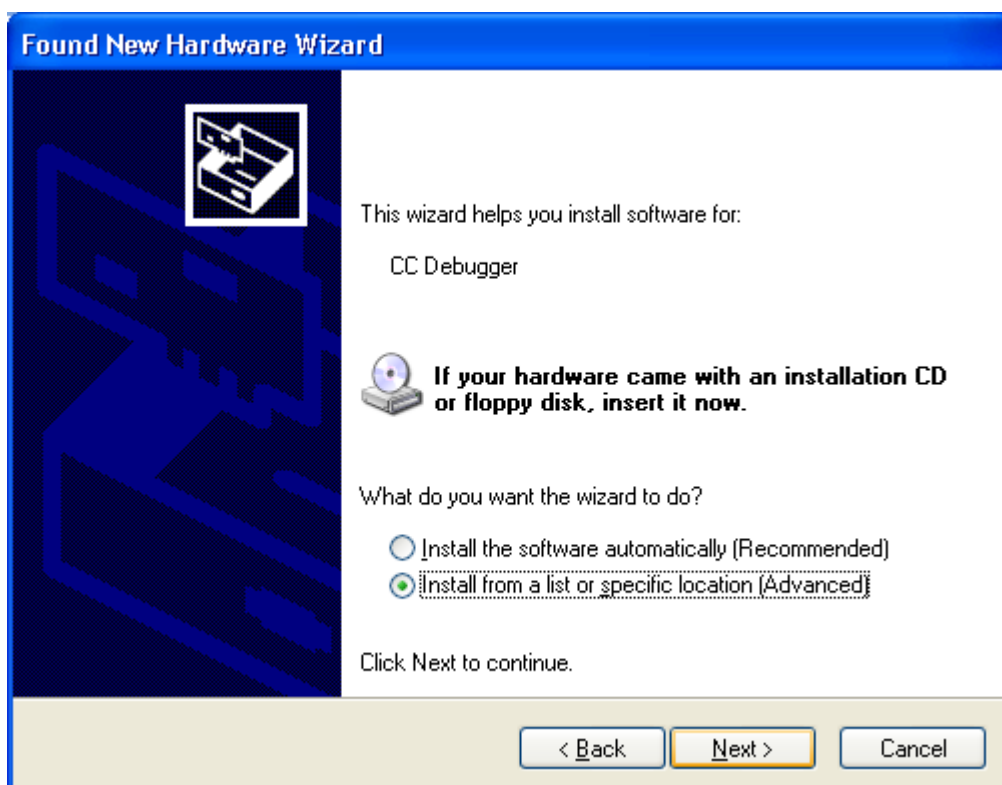 Found New Hardware Wizard
This wizard helps you install software for:
CC Debugger
If your hardware came with an installation CD
or floppy disk, insert it now.
What do you want the wizard to do?
Install the software automatically (Recommended)
Install from a list or specific location (Advanced)
Click Next to continue.
< Back
Next >
Cancel